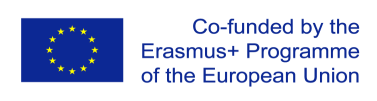 Co-funded by the
Erasmus+ Programme
of the European Union